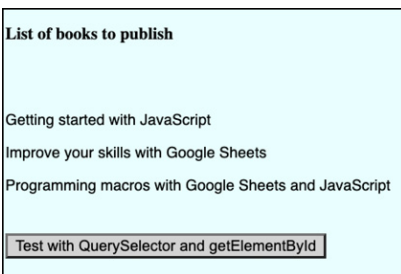 List of books to publish
Getting started with JavaScript
Improve your skills with Google Sheets
Programming macros with Google Sheets and JavaScript
Test with QuerySelector and getElementById